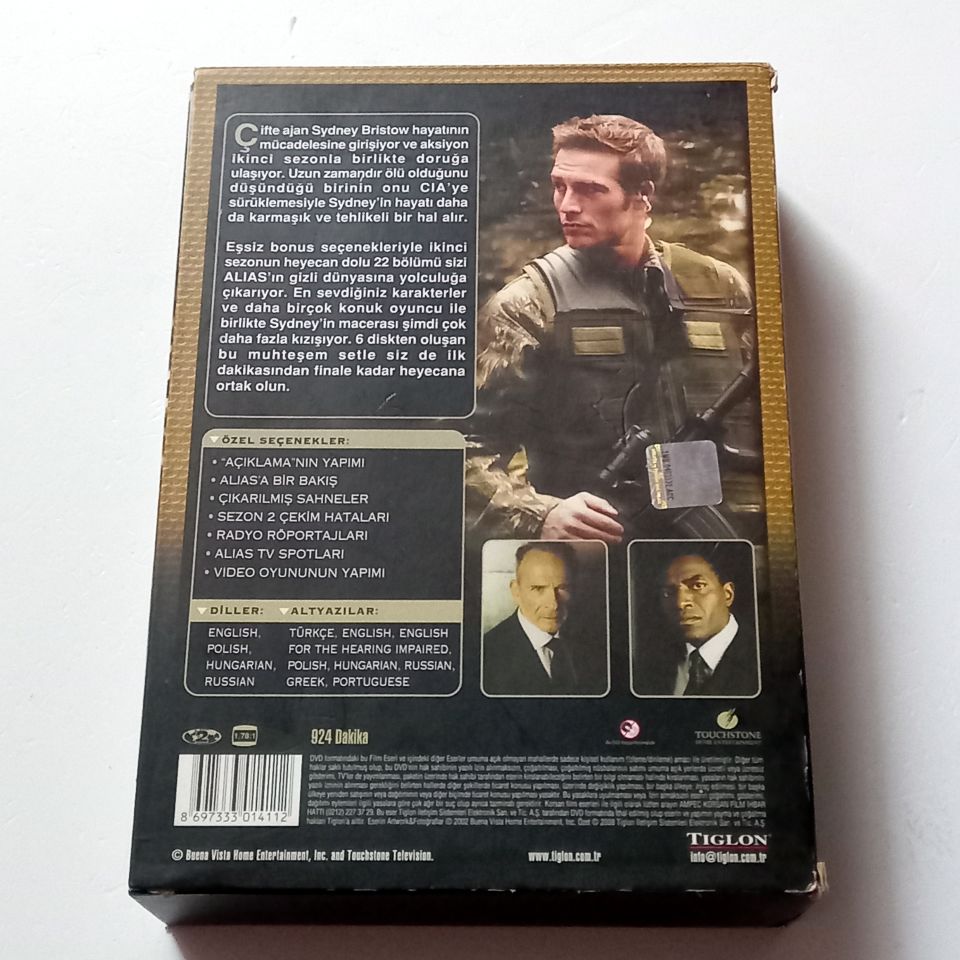 Çifte ajan Sydney Bristow hayatının
mücadelesine girişiyor ve aksiyon
ikinci sezonla birlikte doruğa
ulaşıyor. Uzun zamandır ölü olduğunu
düşündüğü birinin onu CIA'ye
sürüklemesiyle Sydney'in hayatı daha
da karmaşık ve tehlikeli bir hal alır.
Eşsiz bonus seçenekleriyle ikinci
sezonun heyecan dolu 22 bölümü sizi
ALIAS'ın gizli dünyasına yolculuğa
çıkarıyor. En sevdiğiniz karakterler
ve daha birçok konuk oyuncu ile
birlikte Sydney'in macerası şimdi çok
daha fazla kızışıyor. 6 diskten oluşan
bu muhteşem setle siz de ilk
dakikasından finale kadar heyecana
ortak olun.
ÖZEL SEÇENEKLER:
• "AÇIKLAMA"NIN YAPIMI
• ALIAS'A BİR BAKIŞ
• ÇIKARILMIŞ SAHNELER
• SEZON 2 ÇEKİM HATALARI
• RADYO RÖPORTAJLARI
• ALIAS TV SPOTLARI
• VIDEO OYUNUNUN YAPIMI
DİLLER:
ENGLISH,
POLISH,
HUNGARIAN,
RUSSIAN
ALTYAZILAR:
TÜRKÇE, ENGLISH, ENGLISH
FOR THE HEARING IMPAIRED,
POLISH, HUNGARIAN, RUSSIAN,
GREEK, PORTUGUESE
2
1.78:1
924 Dakika
TOUCHSTONE
HOME ENTERTAINMENT
8 697333 014112
TIGLON
© Buena Vista Home Entertainment, Inc. and Touchstone Television.
www.tiglon.com.tr
info@tiglon.com.tr